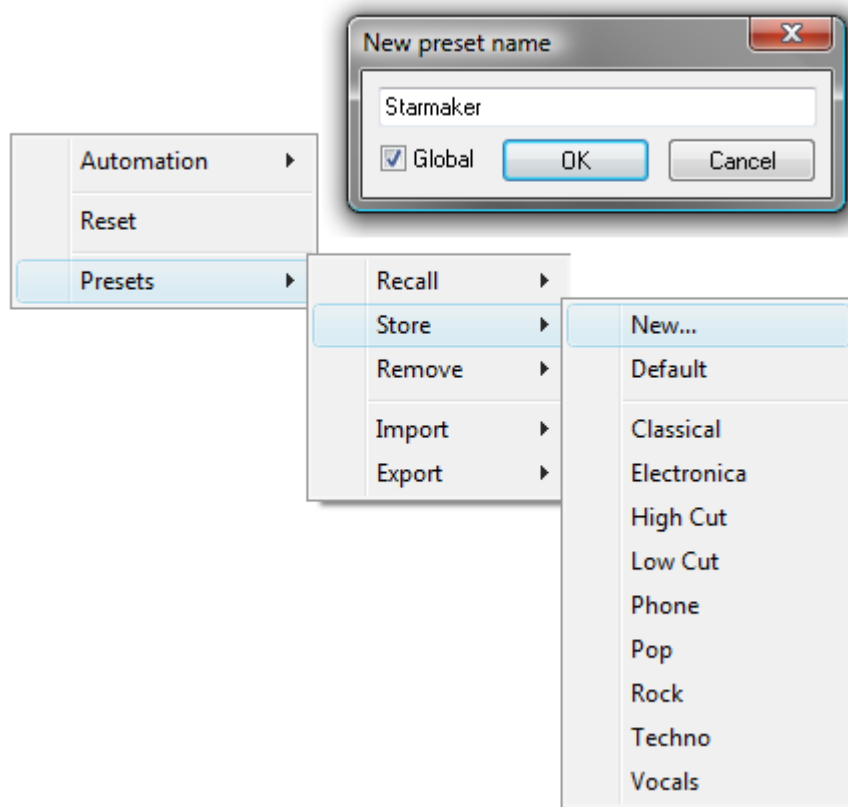 New preset name
Starmaker
Global
OK
Cancel
Automation
Reset
Presets
Recall
Store
Remove
Import
Export
New...
Default
Classical
Electronica
High Cut
Low Cut
Phone
Pop
Rock
Techno
Vocals